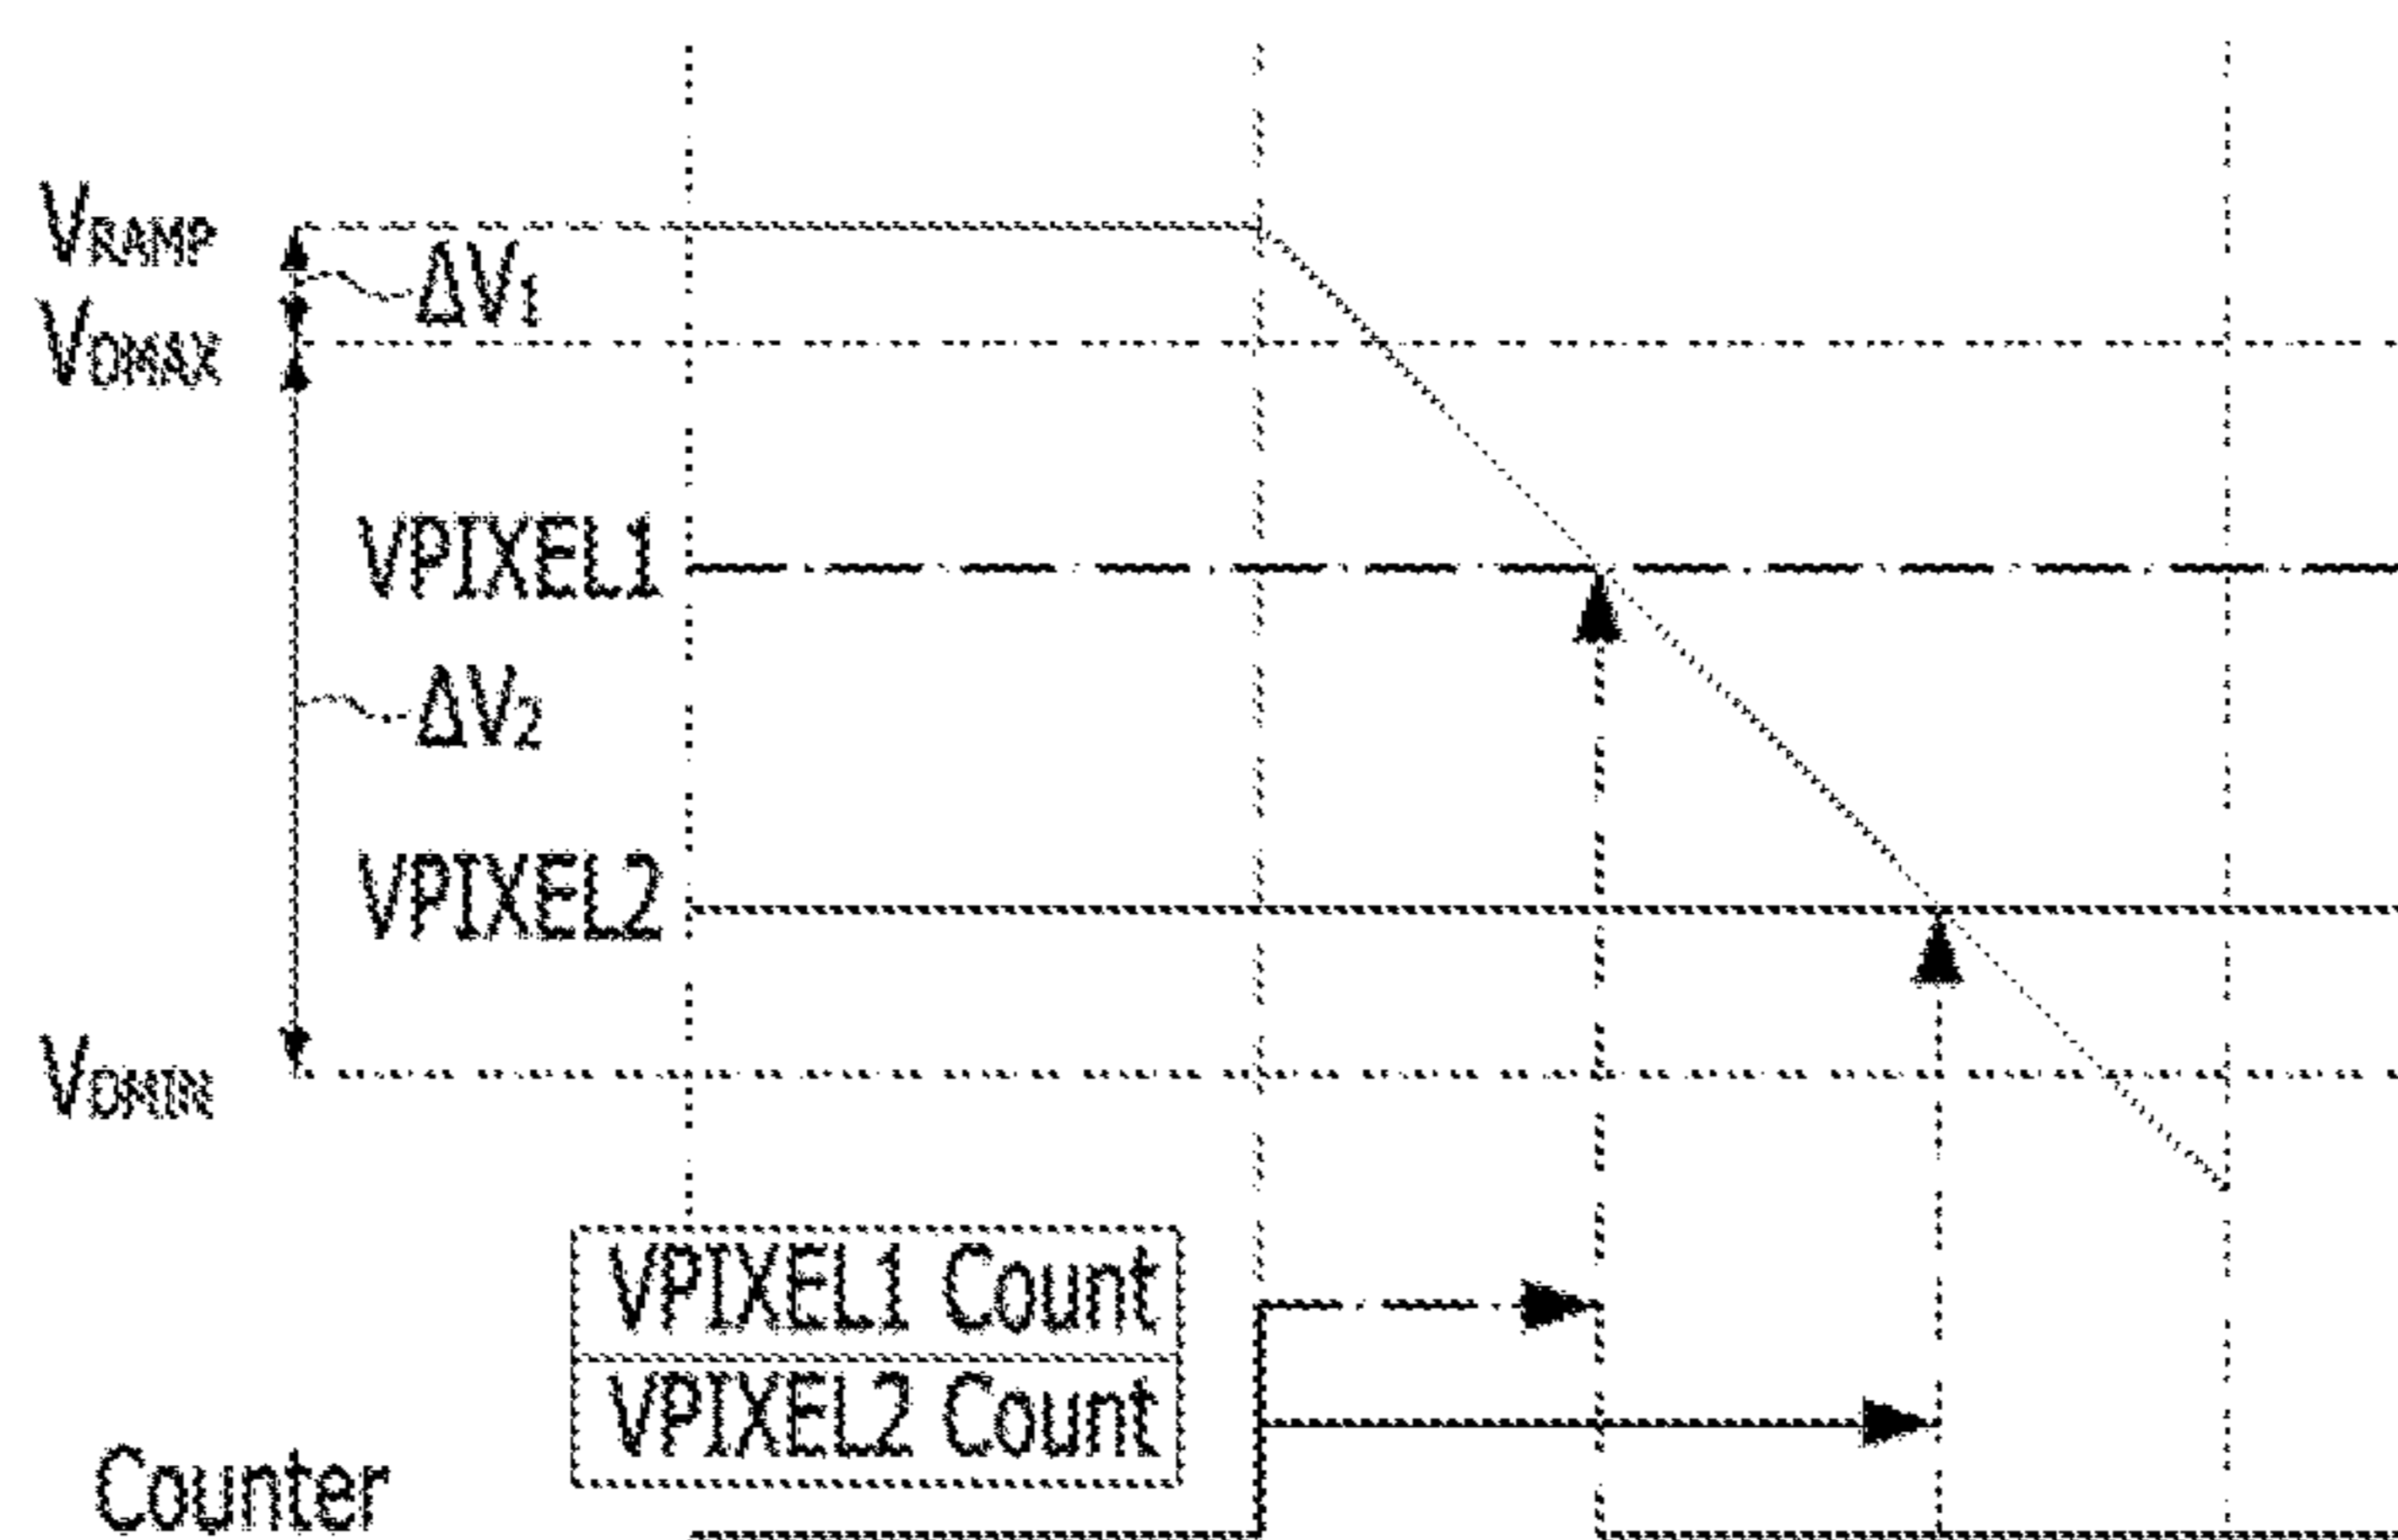 VRAMP
ΔV1
VDMAX
VPIXEL1
ΔV2
VPIXEL2
VDMIN
VPIXEL1 Count
VPIXEL2 Count
Counter